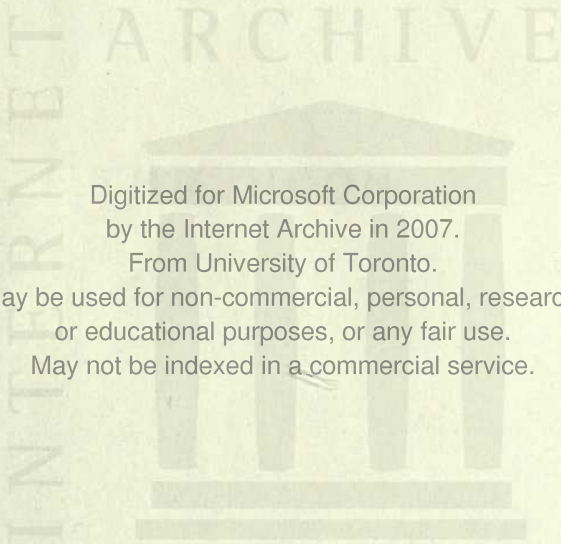 INTERNET ARCHIVE
Digitized for Microsoft Corporation
by the Internet Archive in 2007.
From University of Toronto.
ay be used for non-commercial, personal, researc
or educational purposes, or any fair use.
May not be indexed in a commercial service.